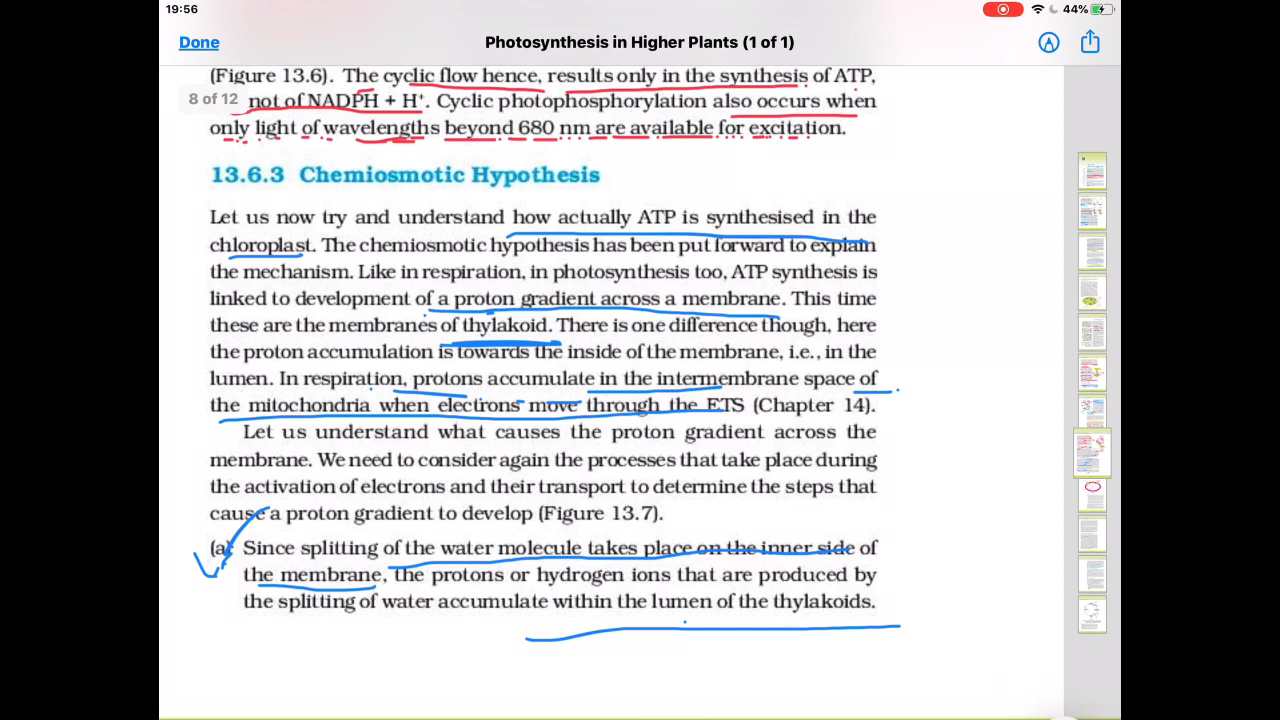 19:56
44%
Done
Photosynthesis in Higher Plants (1 of 1)
(Figure 13.6). The cyclic flow hence, results only in the synthesis of ATP,
8 of 12
not of NADPH + H⁺. Cyclic photophosphorylation also occurs when
only light of wavelengths beyond 680 nm are available for excitation.
13.6.3 Chemiosmotic Hypothesis
Let us now try and understand how actually ATP is synthesised in the
chloroplast. The chemiosmotic hypothesis has been put forward to explain
the mechanism. Like in respiration, in photosynthesis too, ATP synthesis is
linked to development of a proton gradient across a membrane. This time
these are the membranes of thylakoid. There is one difference though, here
the proton accumulation is towards the inside of the membrane, i.e., in the
lumen. In respiration, protons accumulate in the intermembrane space of
the mitochondria when electrons move through the ETS (Chapter 14).
Let us understand what causes the proton gradient across the
membrane. We need to consider again the processes that take place during
the activation of electrons and their transport to determine the steps that
cause a proton gradient to develop (Figure 13.7).
(a) Since splitting of the water molecule takes place on the inner side of
the membrane, the protons or hydrogen ions that are produced by
the splitting of water accumulate within the lumen of the thylakoids.